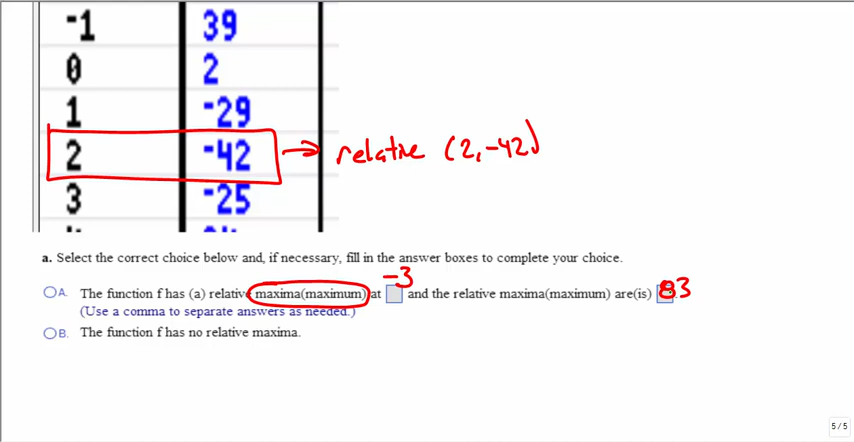 -1 39
0 2
1 -29
2 -42 → relative (2,-42)
3 -25
a. Select the correct choice below and, if necessary, fill in the answer boxes to complete your choice.
-3
A. The function f has (a) relative maxima(maximum) at and the relative maxima(maximum) are(is) 83
(Use a comma to separate answers as needed.)
B. The function f has no relative maxima.
5 / 5